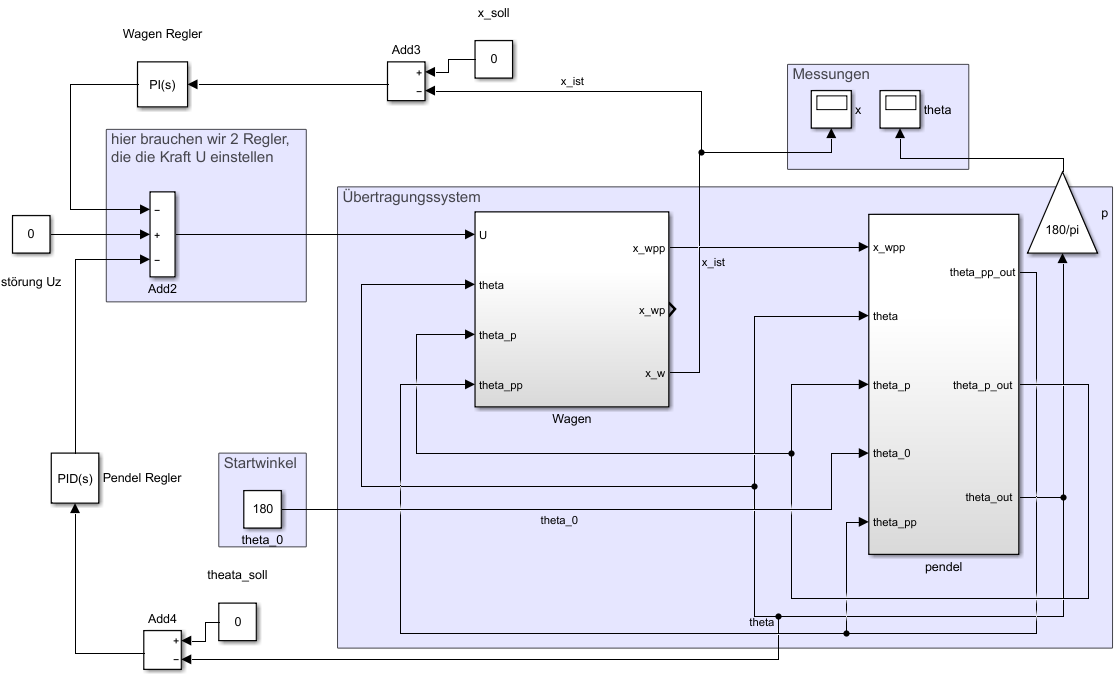 x_soll
Wagen Regler
Add3
0
PI(s)
+
−
x_ist
Messungen
x
theta
hier brauchen wir 2 Regler,
die die Kraft U einstellen
−
+
−
Add2
0
störung Uz
Übertragungssystem
U
theta
theta_p
theta_pp
x_wpp
x_wp
x_w
Wagen
x_ist
x_wpp
theta
theta_p
theta_0
theta_pp
theta_pp_out
theta_p_out
theta_out
pendel
180/pi
p
PID(s)
Pendel Regler
Startwinkel
180
theta_0
theta_0
theata_soll
0
Add4
+
−
theta